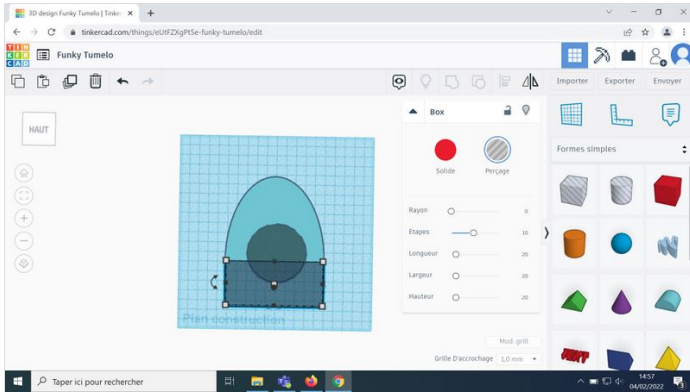 3D design Funky Tumelo | Tinker
tinkercad.com/things/eUtFZXgPtSe-funky-tumelo/edit
TIN
KER
CAD
Funky Tumelo
Importer
Exporter
Envoyer
HAUT
Box
Solide
Perçage
Formes simples
Rayon
0
Etapes
10
Longueur
20
Largeur
20
Hauteur
20
Plan construction
Mod. grill
Grille D'accrochage
1,0 mm
Taper ici pour rechercher
14:57
04/02/2022